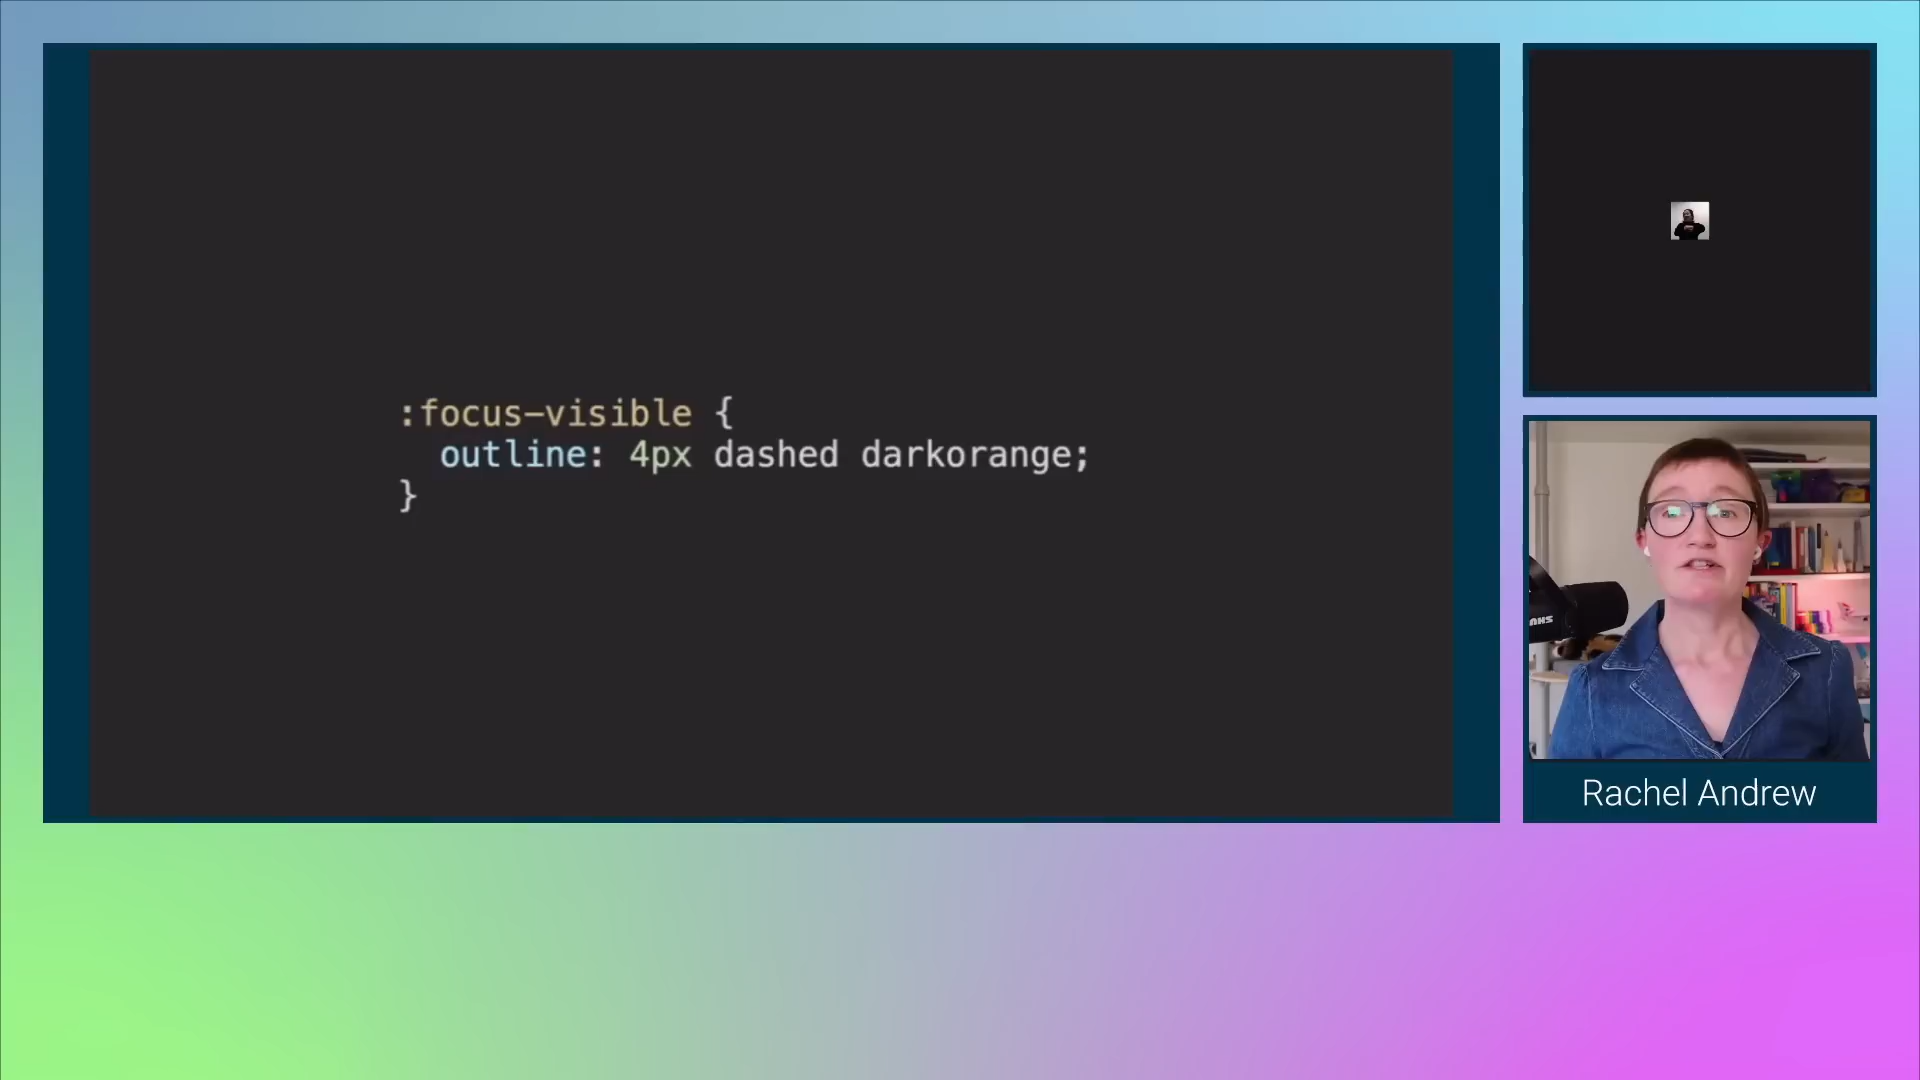 :focus-visible {
outline: 4px dashed darkorange;
}
Rachel Andrew